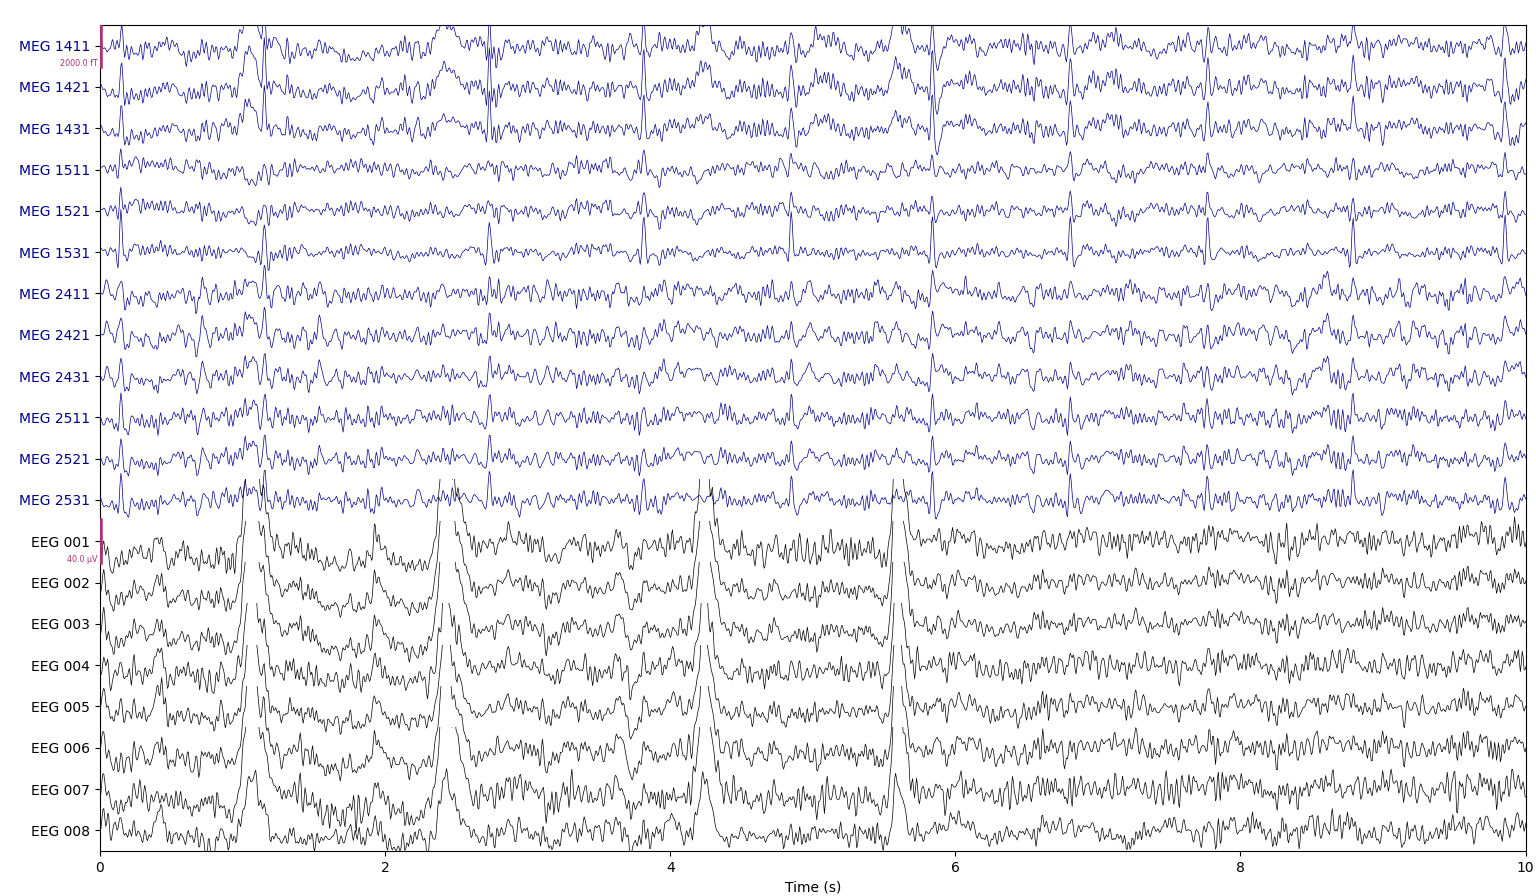 MEG 1411
2000.0 fT
MEG 1421
MEG 1431
MEG 1511
MEG 1521
MEG 1531
MEG 2411
MEG 2421
MEG 2431
MEG 2511
MEG 2521
MEG 2531
EEG 001
40.0 µV
EEG 002
EEG 003
EEG 004
EEG 005
EEG 006
EEG 007
EEG 008
0 2 4 6 8 10
Time (s)